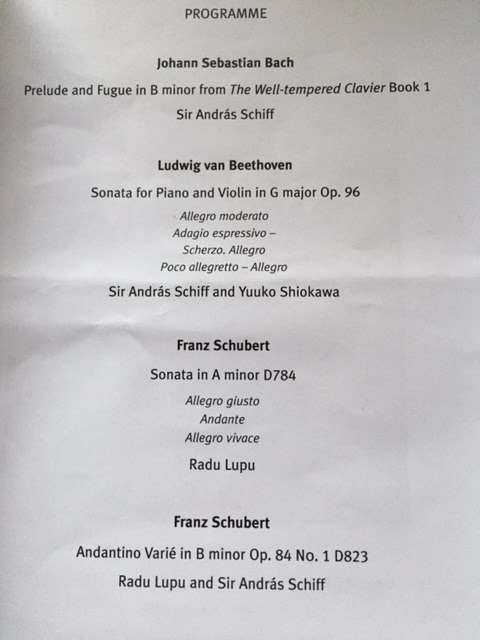 PROGRAMME
Johann Sebastian Bach
Prelude and Fugue in B minor from The Well-tempered Clavier Book 1
Sir András Schiff
Ludwig van Beethoven
Sonata for Piano and Violin in G major Op. 96
Allegro moderato
Adagio espressivo –
Scherzo. Allegro
Poco allegretto – Allegro
Sir András Schiff and Yuuko Shiokawa
Franz Schubert
Sonata in A minor D784
Allegro giusto
Andante
Allegro vivace
Radu Lupu
Franz Schubert
Andantino Varié in B minor Op. 84 No. 1 D823
Radu Lupu and Sir András Schiff